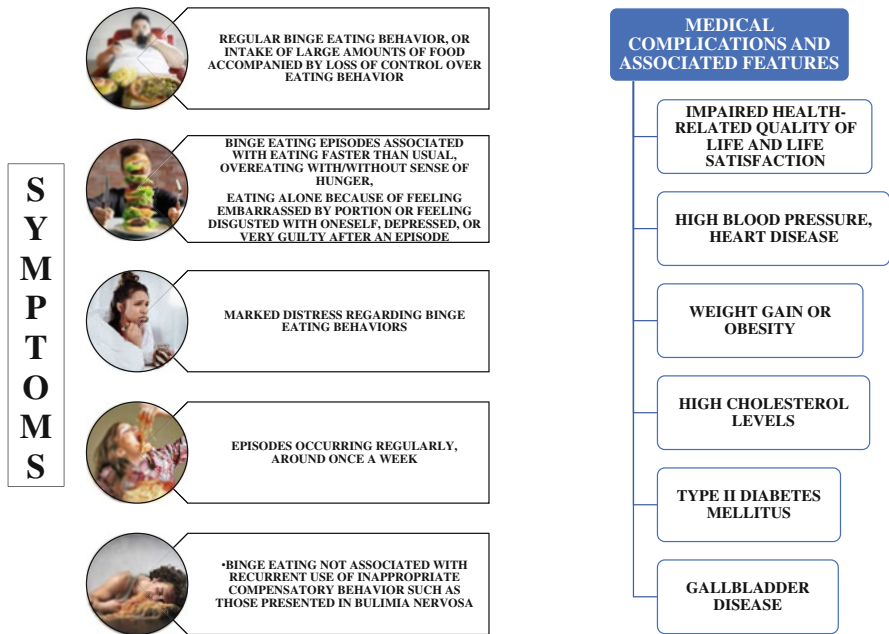 SYMPTOMS
REGULAR BINGE EATING BEHAVIOR, OR
INTAKE OF LARGE AMOUNTS OF FOOD
ACCOMPANIED BY LOSS OF CONTROL OVER
EATING BEHAVIOR
BINGE EATING EPISODES ASSOCIATED
WITH EATING FASTER THAN USUAL,
OVEREATING WITH/WITHOUT SENSE OF
HUNGER,
EATING ALONE BECAUSE OF FEELING
EMBARRASSED BY PORTION OR FEELING
DISGUSTED WITH ONESELF, DEPRESSED, OR
VERY GUILTY AFTER AN EPISODE
MARKED DISTRESS REGARDING BINGE
EATING BEHAVIORS
EPISODES OCCURRING REGULARLY,
AROUND ONCE A WEEK
•BINGE EATING NOT ASSOCIATED WITH
RECURRENT USE OF INAPPROPRIATE
COMPENSATORY BEHAVIOR SUCH AS
THOSE PRESENTED IN BULIMIA NERVOSA
MEDICAL
COMPLICATIONS AND
ASSOCIATED FEATURES
IMPAIRED HEALTH-
RELATED QUALITY OF
LIFE AND LIFE
SATISFACTION
HIGH BLOOD PRESSURE,
HEART DISEASE
WEIGHT GAIN OR
OBESITY
HIGH CHOLESTEROL
LEVELS
TYPE II DIABETES
MELLITUS
GALLBLADDER
DISEASE